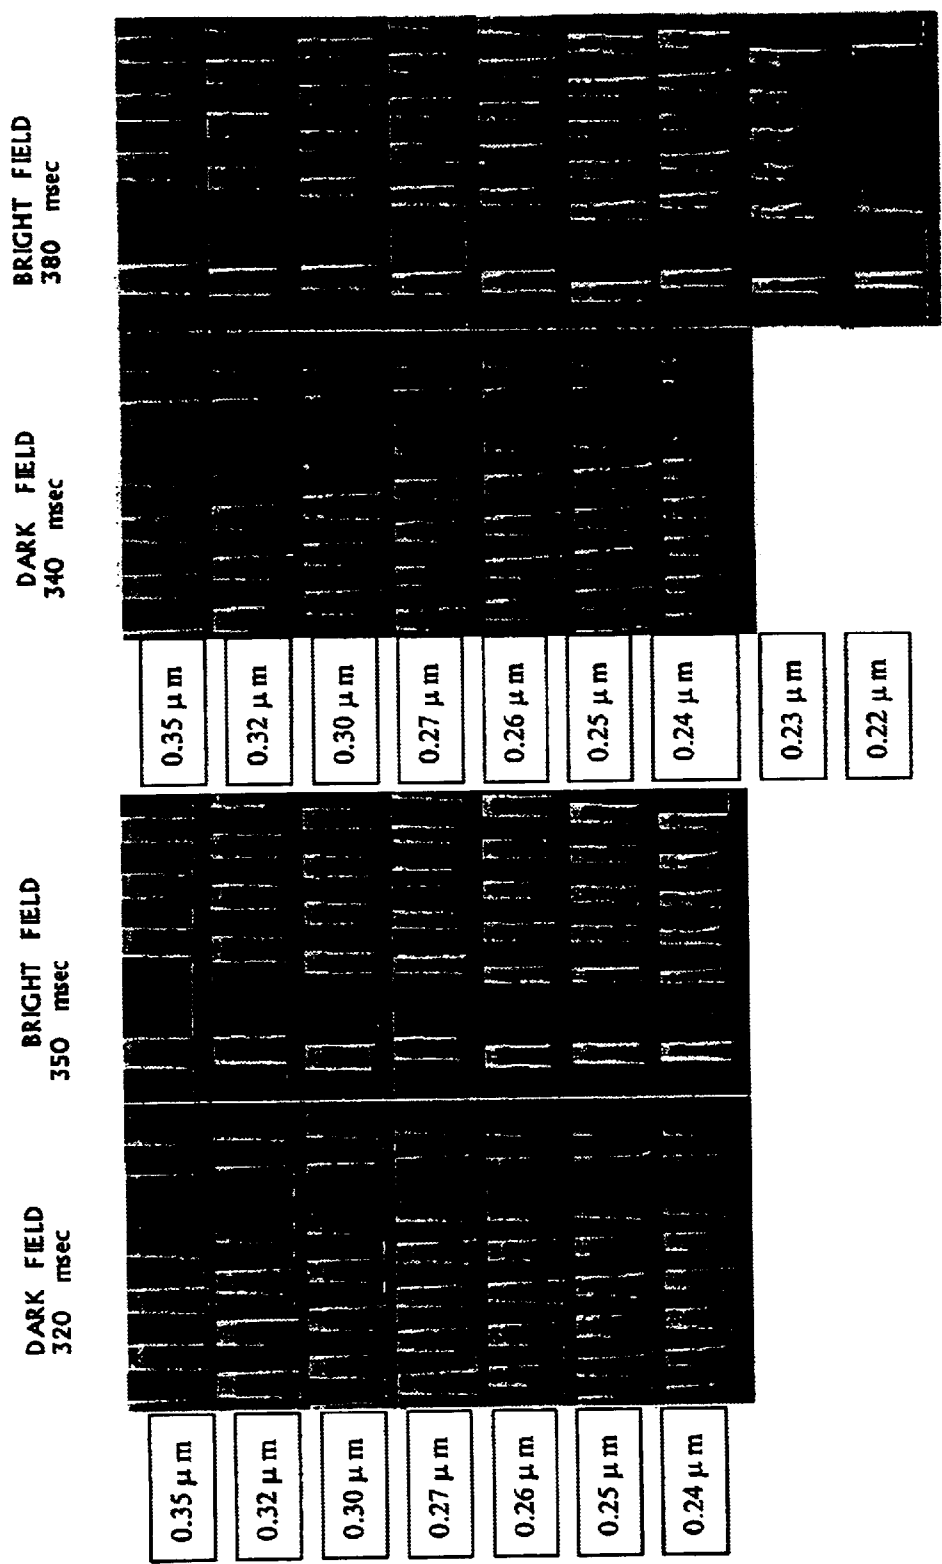 DARK FIELD
320 msec
BRIGHT FIELD
350 msec
DARK FIELD
340 msec
BRIGHT FIELD
380 msec
0.35 μm
0.32 μm
0.30 μm
0.27 μm
0.26 μm
0.25 μm
0.24 μm
0.35 μm
0.32 μm
0.30 μm
0.27 μm
0.26 μm
0.25 μm
0.24 μm
0.23 μm
0.22 μm